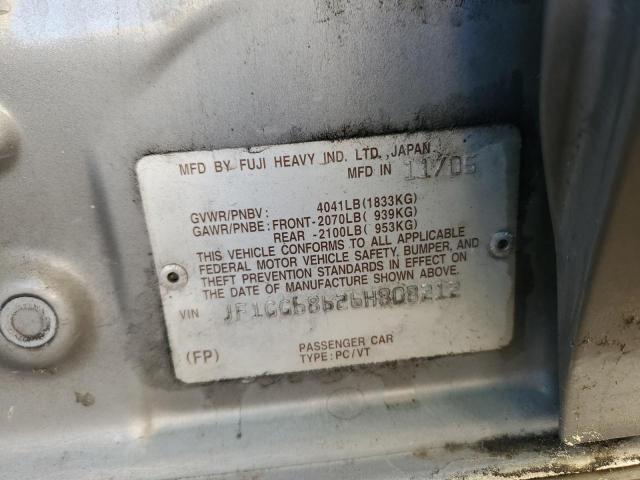 MFD BY FUJI HEAVY IND. LTD., JAPAN
MFD IN 11/05
GVWR/PNBV : 4041LB(1833KG)
GAWR/PNBE:FRONT-2070LB( 939KG)
REAR -2100LB( 953KG)
THIS VEHICLE CONFORMS TO ALL APPLICABLE
FEDERAL MOTOR VEHICLE SAFETY, BUMPER, AND
THEFT PREVENTION STANDARDS IN EFFECT ON
THE DATE OF MANUFACTURE SHOWN ABOVE.
VIN
(FP)
PASSENGER CAR
TYPE:PC/VT